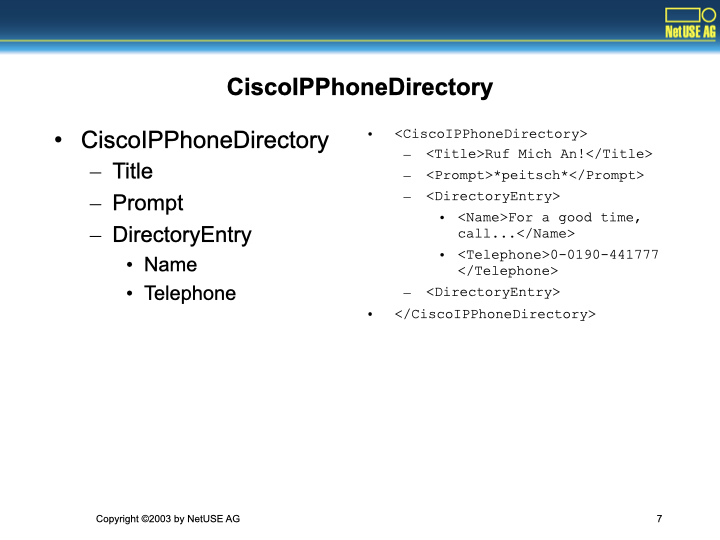 NetUSE AG
CiscoIPPhoneDirectory
• CiscoIPPhoneDirectory
– Title
– Prompt
– DirectoryEntry
• Name
• Telephone
• <CiscoIPPhoneDirectory>
– <Title>Ruf Mich An!</Title>
– <Prompt>*peitsch*</Prompt>
– <DirectoryEntry>
• <Name>For a good time,
call...</Name>
• <Telephone>0-0190-441777
</Telephone>
– <DirectoryEntry>
• </CiscoIPPhoneDirectory>
Copyright ©2003 by NetUSE AG
7